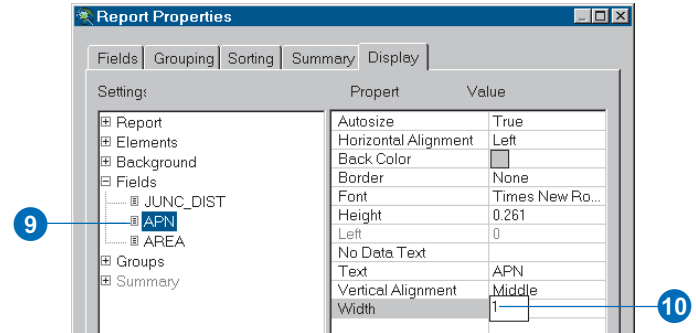 Report Properties
Fields Grouping Sorting Summary Display
Settings Propert Value
Report
Elements
Background
Fields
JUNC_DIST
9 APN
AREA
Groups
Summary
Autosize True
Horizontal Alignment Left
Back Color
Border None
Font Times New Ro...
Height 0.261
Left 0
No Data Text
Text APN
Vertical Alignment Middle
Width 1 10